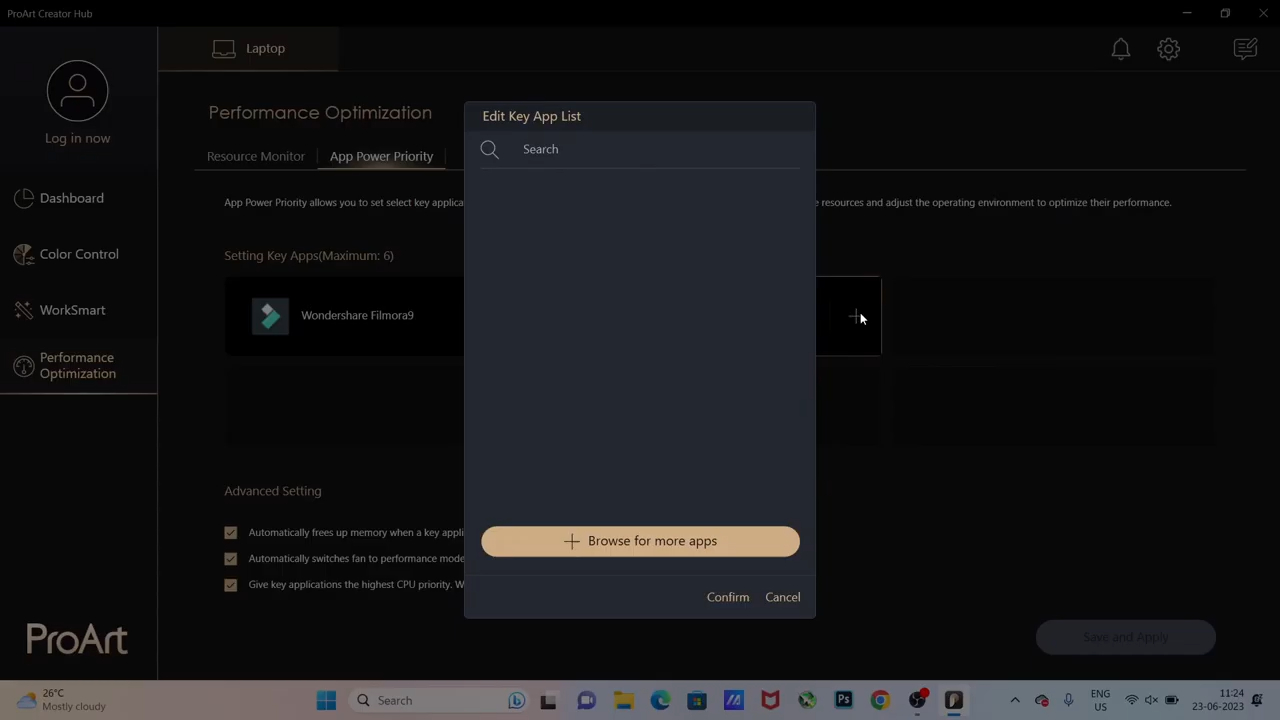 ProArt Creator Hub
Laptop
Log in now
Dashboard
Color Control
WorkSmart
Performance
Optimization
ProArt
Performance Optimization
Resource Monitor
App Power Priority
App Power Priority allows you to set select key applica
e resources and adjust the operating environment to optimize their performance.
Setting Key Apps(Maximum: 6)
Wondershare Filmora9
Advanced Setting
Automatically frees up memory when a key appli
Automatically switches fan to performance mode
Give key applications the highest CPU priority. W
Save and Apply
Edit Key App List
Search
Browse for more apps
Confirm
Cancel
26°C
Mostly cloudy
Search
Ps
ENG
US
11:24
23-06-2023